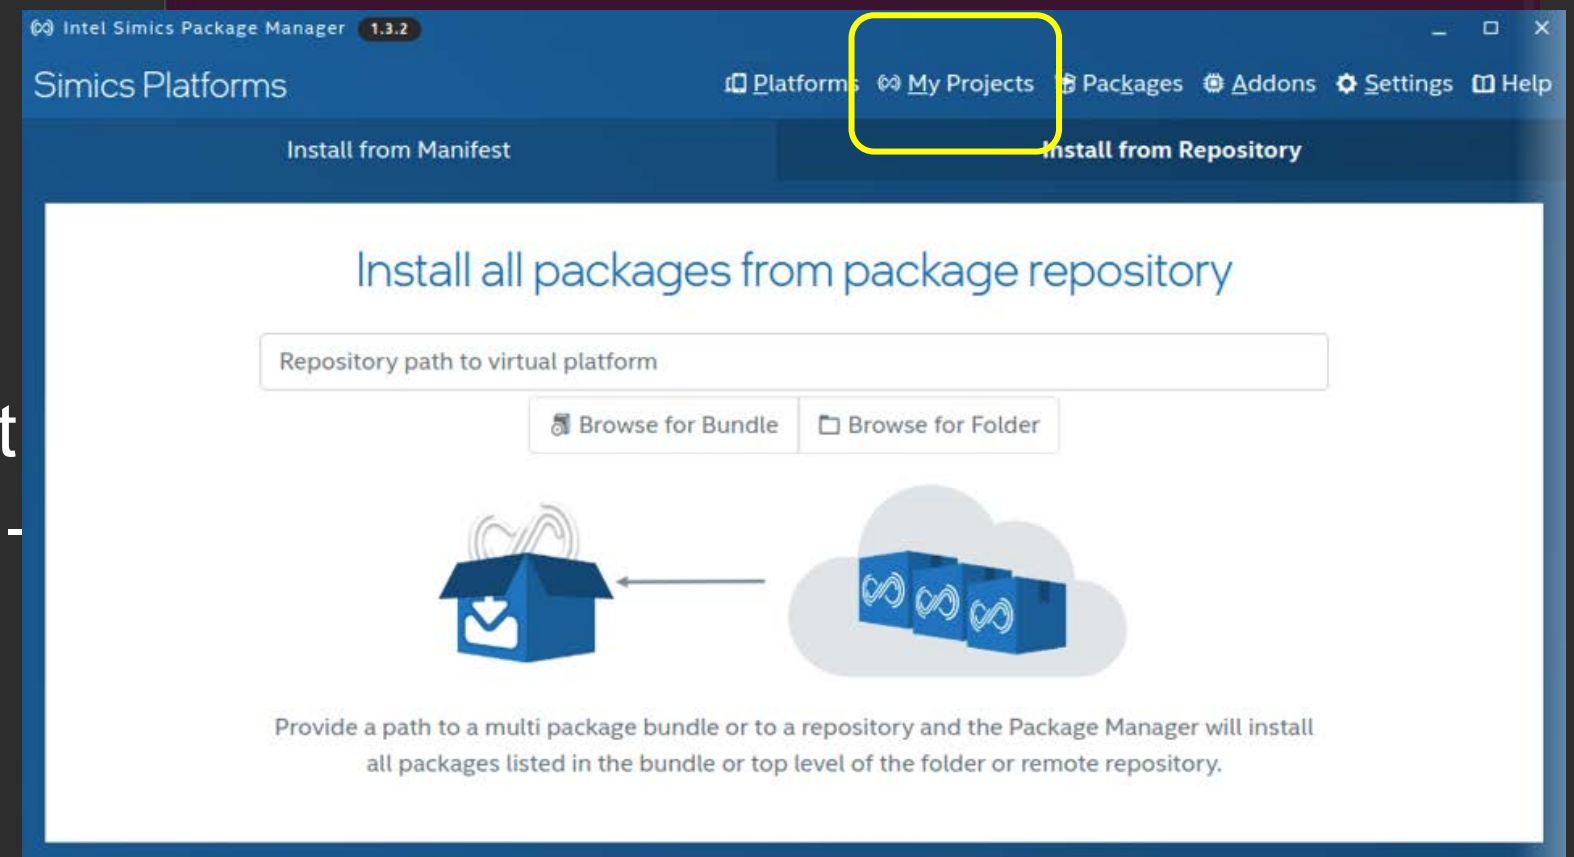 Intel Simics Package Manager 1.3.2
Simics Platforms
Platforms My Projects Packages Addons Settings Help
Install from Manifest
Install from Repository
Install all packages from package repository
Repository path to virtual platform
Browse for Bundle Browse for Folder
t
-
Provide a path to a multi package bundle or to a repository and the Package Manager will install
all packages listed in the bundle or top level of the folder or remote repository.